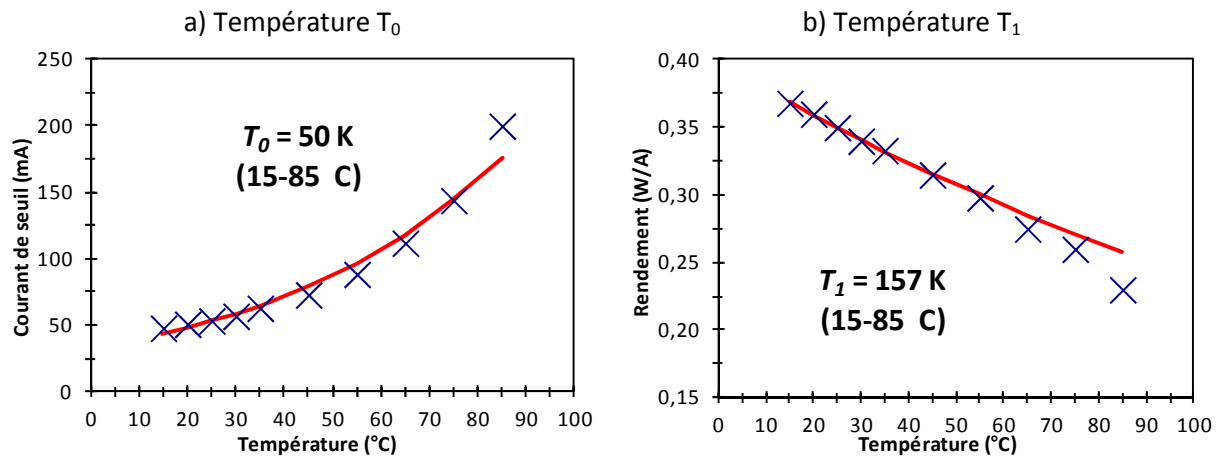 a) Température T₀
250
200
150
100
50
0
0 10 20 30 40 50 60 70 80 90 100
Courant de seuil (mA)
Température (°C)
T₀ = 50 K
(15-85 C)
b) Température T₁
0,40
0,35
0,30
0,25
0,20
0,15
0 10 20 30 40 50 60 70 80 90 100
Rendement (W/A)
Température (°C)
T₁ = 157 K
(15-85 C)